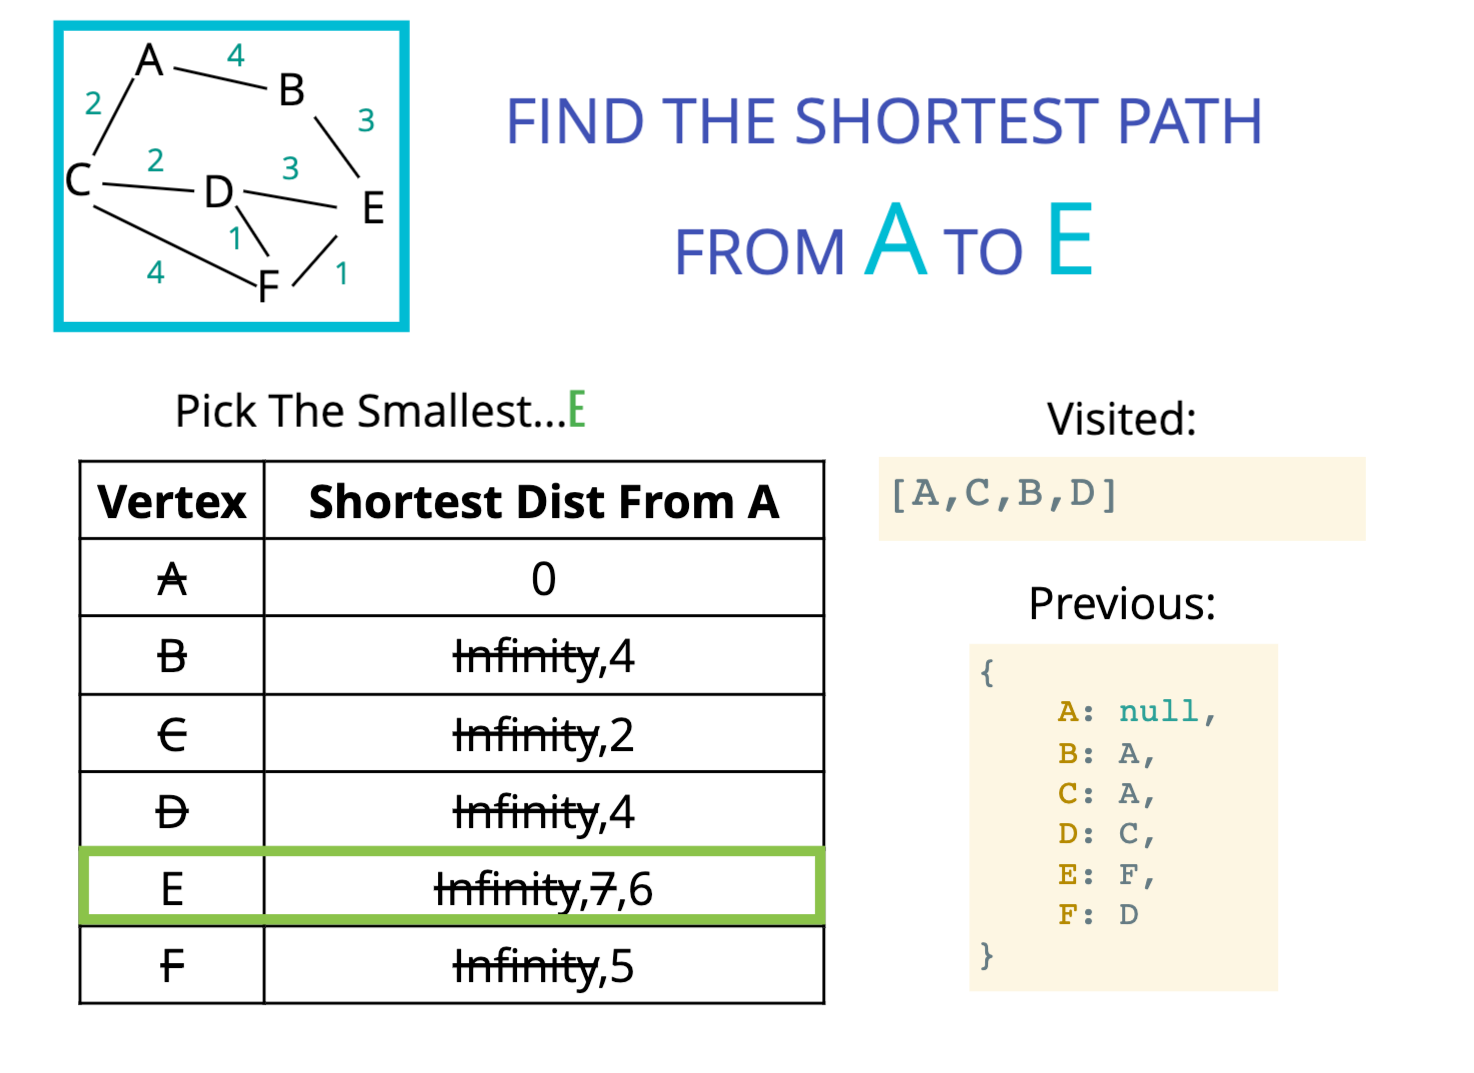 A 4 B
2 3
C 2 D 3 E
1
4 F 1
FIND THE SHORTEST PATH
FROM A TO E
Pick The Smallest...E
Vertex Shortest Dist From A
A 0
B Infinity,4
C Infinity,2
D Infinity,4
E Infinity,7,6
F Infinity,5
Visited:
[A,C,B,D]
Previous:
{
A: null,
B: A,
C: A,
D: C,
E: F,
F: D
}